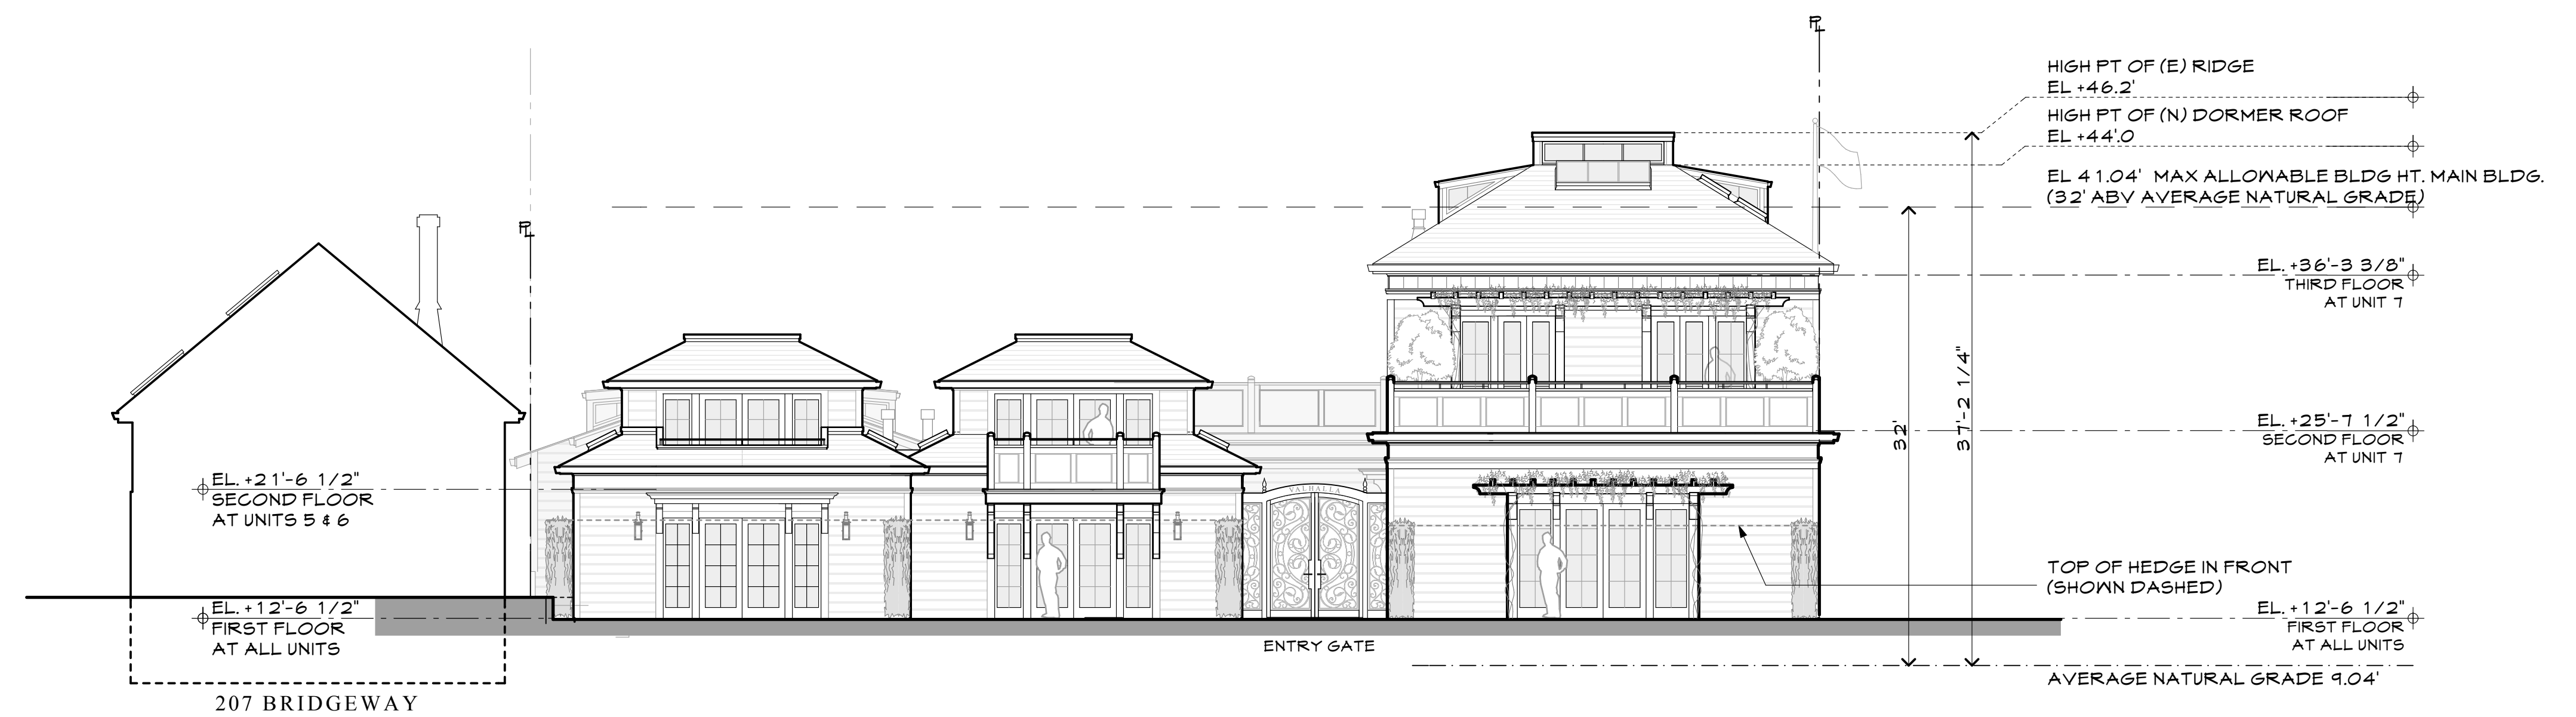 PL
HIGH PT OF (E) RIDGE
EL +46.2'
HIGH PT OF (N) DORMER ROOF
EL +44'.0
EL 41.04' MAX ALLOWABLE BLDG HT. MAIN BLDG.
(32' ABV AVERAGE NATURAL GRADE)
PL
EL. +36'-3 3/8"
THIRD FLOOR
AT UNIT 7
32'
37'-2 1/4"
EL. +25'-7 1/2"
SECOND FLOOR
AT UNIT 7
EL. +21'-6 1/2"
SECOND FLOOR
AT UNITS 5 & 6
VALHALLA
TOP OF HEDGE IN FRONT
(SHOWN DASHED)
EL. +12'-6 1/2"
FIRST FLOOR
AT ALL UNITS
EL. +12'-6 1/2"
FIRST FLOOR
AT ALL UNITS
ENTRY GATE
AVERAGE NATURAL GRADE 9.04'
207 BRIDGEWAY